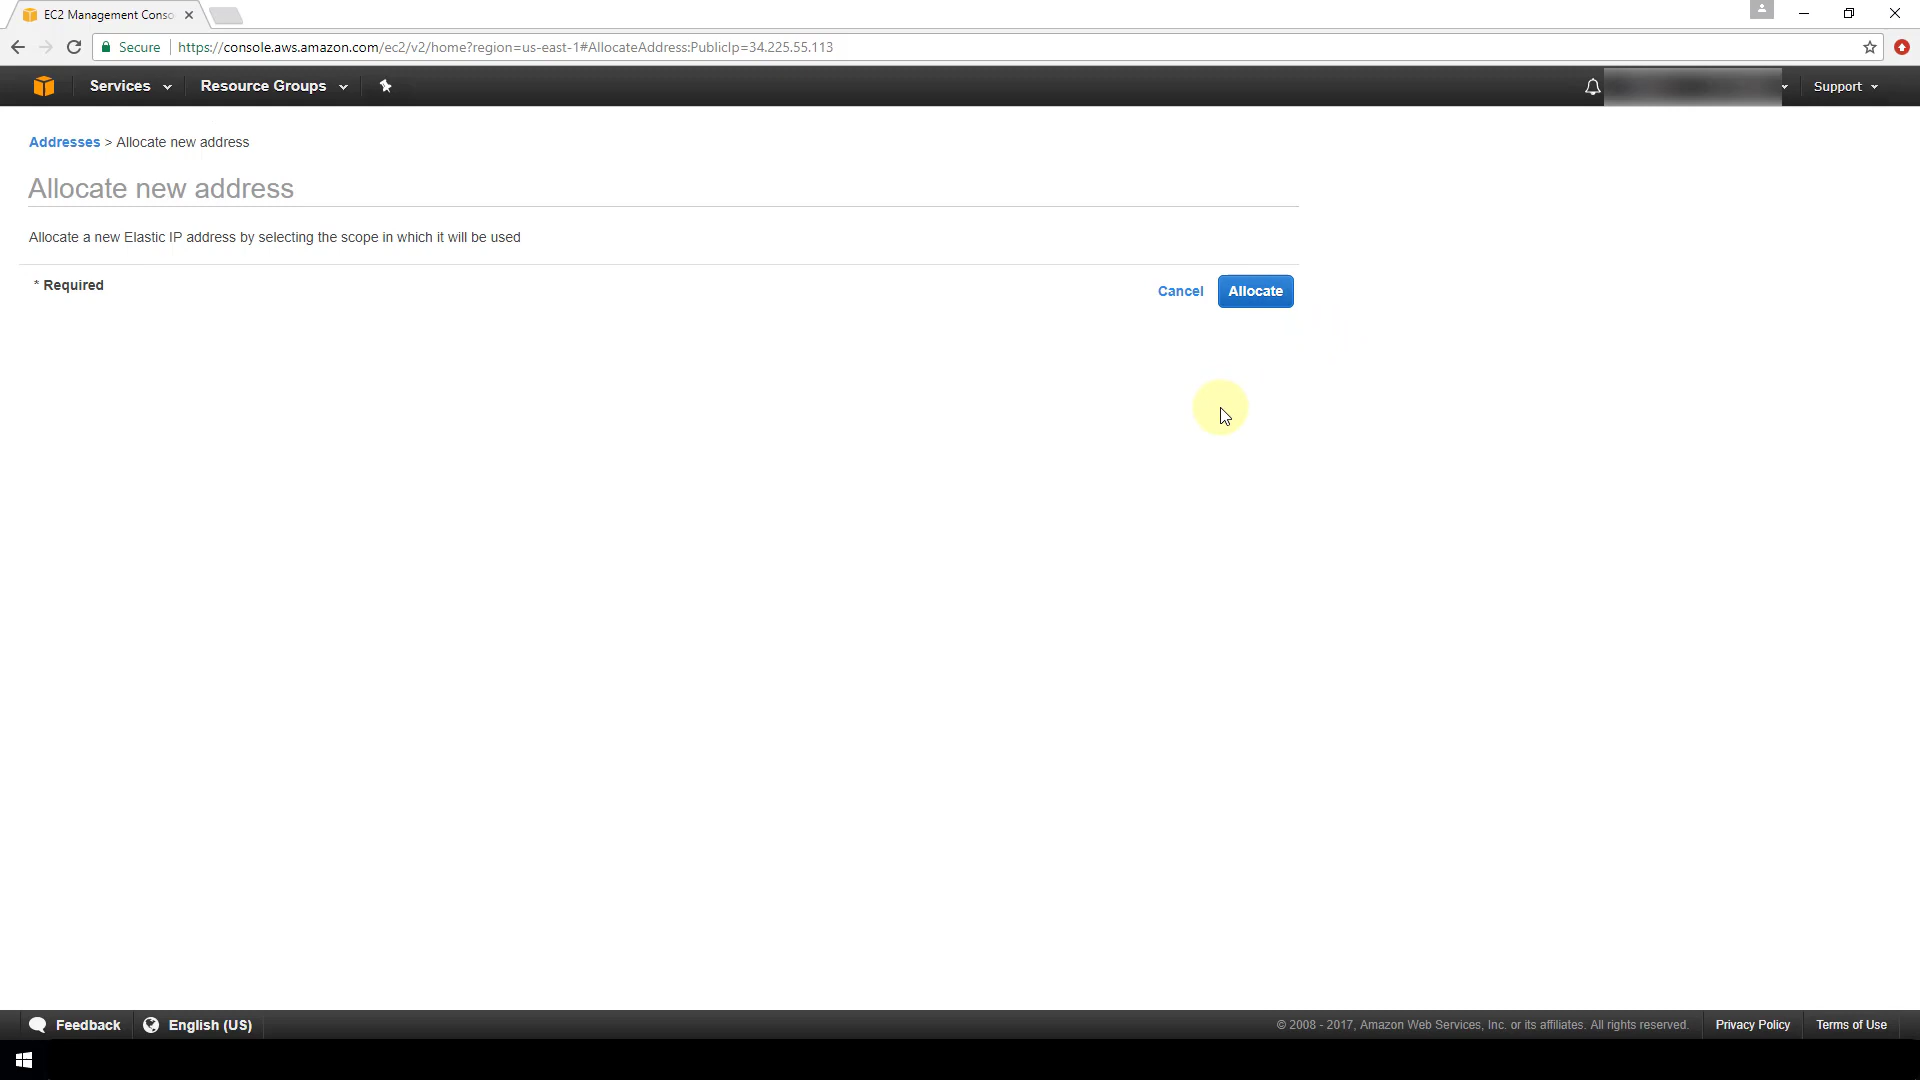 EC2 Management Conso
Secure
https://console.aws.amazon.com/ec2/v2/home?region=us-east-1#AllocateAddress:PublicIp=34.225.55.113
Services
Resource Groups
Support
Addresses > Allocate new address
Allocate new address
Allocate a new Elastic IP address by selecting the scope in which it will be used
* Required
Cancel
Allocate
Feedback
English (US)
© 2008 - 2017, Amazon Web Services, Inc. or its affiliates. All rights reserved.
Privacy Policy
Terms of Use